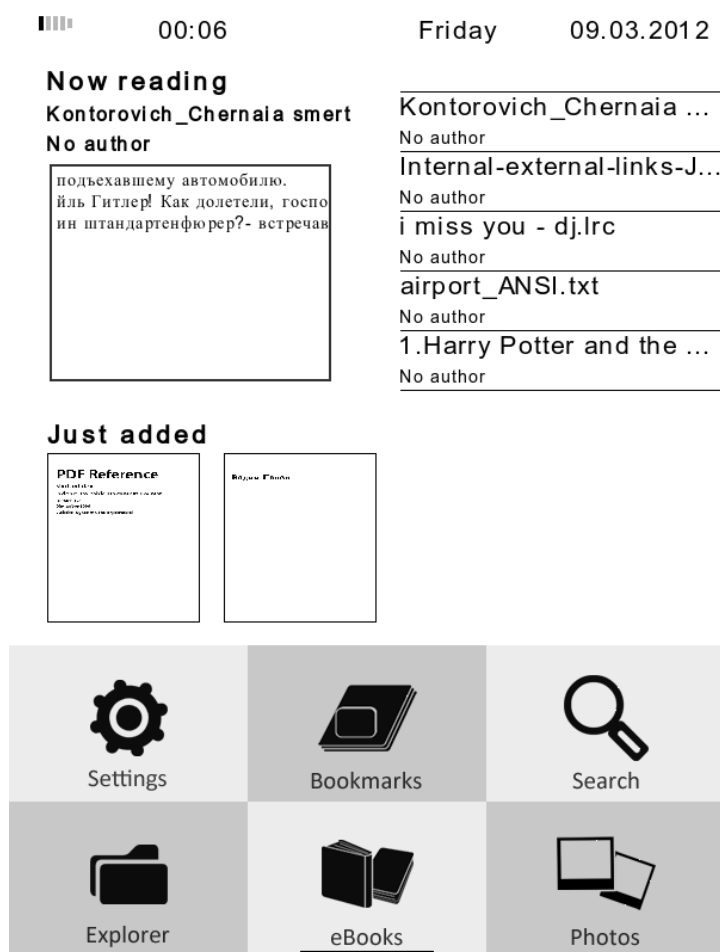 00:06 Friday 09.03.2012
Now reading
Kontorovich_Chernaia smert
No author
подъехавшему автомобилю.
йль Гитлер! Как долетели, госпо
ин штандартенфюрер?- встречав
Kontorovich_Chernaia ...
No author
Internal-external-links-J...
No author
i miss you - dj.lrc
No author
airport_ANSI.txt
No author
1.Harry Potter and the ...
No author
Just added
PDF Reference
Settings
Bookmarks
Search
Explorer
eBooks
Photos